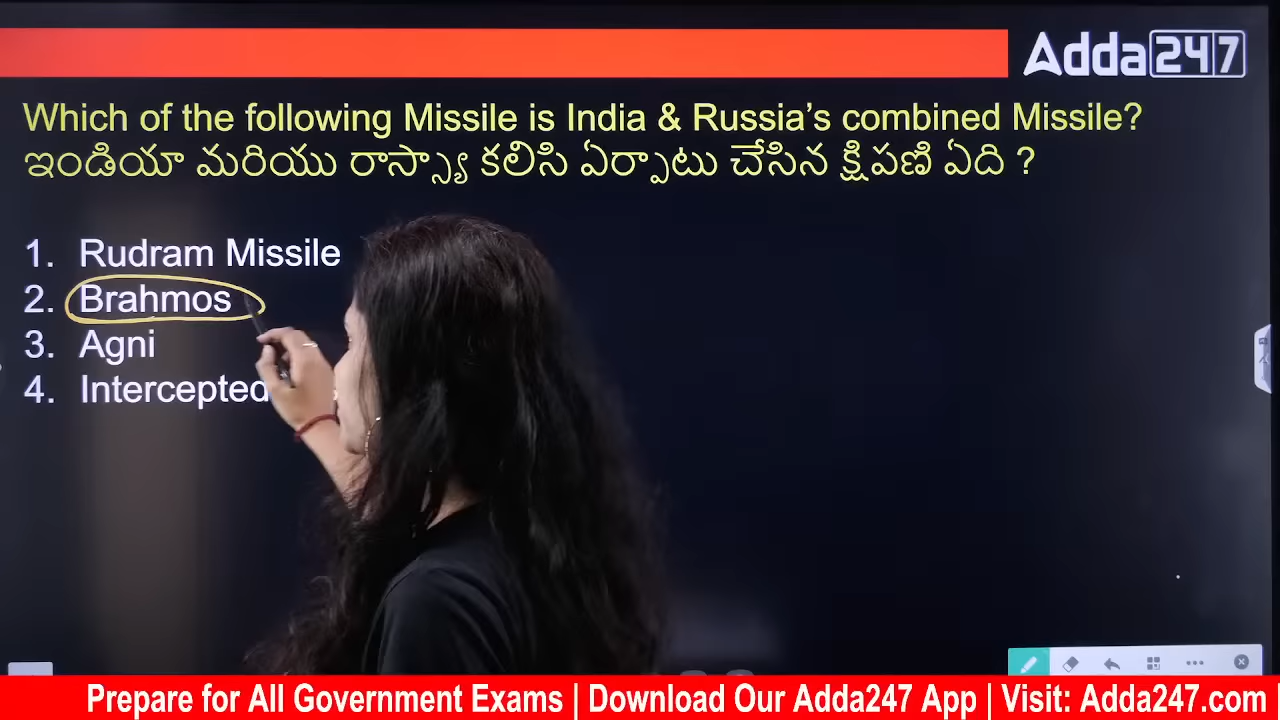 Adda247
Which of the following Missile is India & Russia's combined Missile?
ఇండియా మరియు రాస్స్యా కలిసి ఏర్పాటు చేసిన క్షిపణి ఏది ?
1. Rudram Missile
2. Brahmos
3. Agni
4. Intercepted
Prepare for All Government Exams | Download Our Adda247 App | Visit: Adda247.com